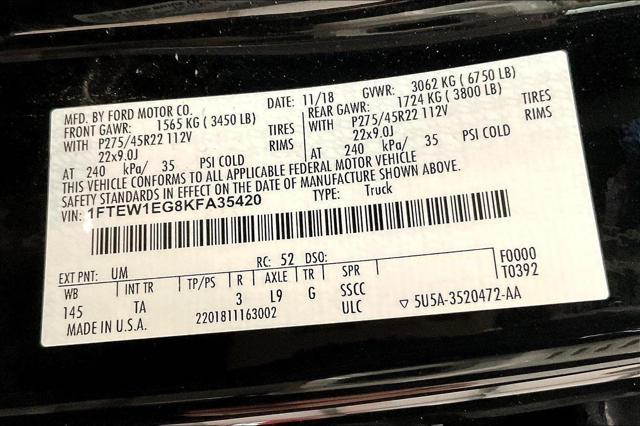 MFD. BY FORD MOTOR CO.
DATE: 11/18
GVWR: 3062 KG ( 6750 LB)
FRONT GAWR: 1565 KG ( 3450 LB)
REAR GAWR: 1724 KG ( 3800 LB)
WITH P275/45R22 112V TIRES
WITH P275/45R22 112V TIRES
22x9.0J RIMS
22x9.0J RIMS
AT 240 kPa/ 35 PSI COLD
AT 240 kPa/ 35 PSI COLD
THIS VEHICLE CONFORMS TO ALL APPLICABLE FEDERAL MOTOR VEHICLE
SAFETY STANDARDS IN EFFECT ON THE DATE OF MANUFACTURE SHOWN ABOVE.
VIN: 1FTEW1EG8KFA35420
TYPE: Truck
RC: 52 DSO:
F0000
T0392
EXT PNT: UM
WB INT TR TP/PS R AXLE TR SPR
145 TA 3 L9 G SSCC
MADE IN U.S.A. 2201811163002 ULC
▽ 5U5A-3520472-AA